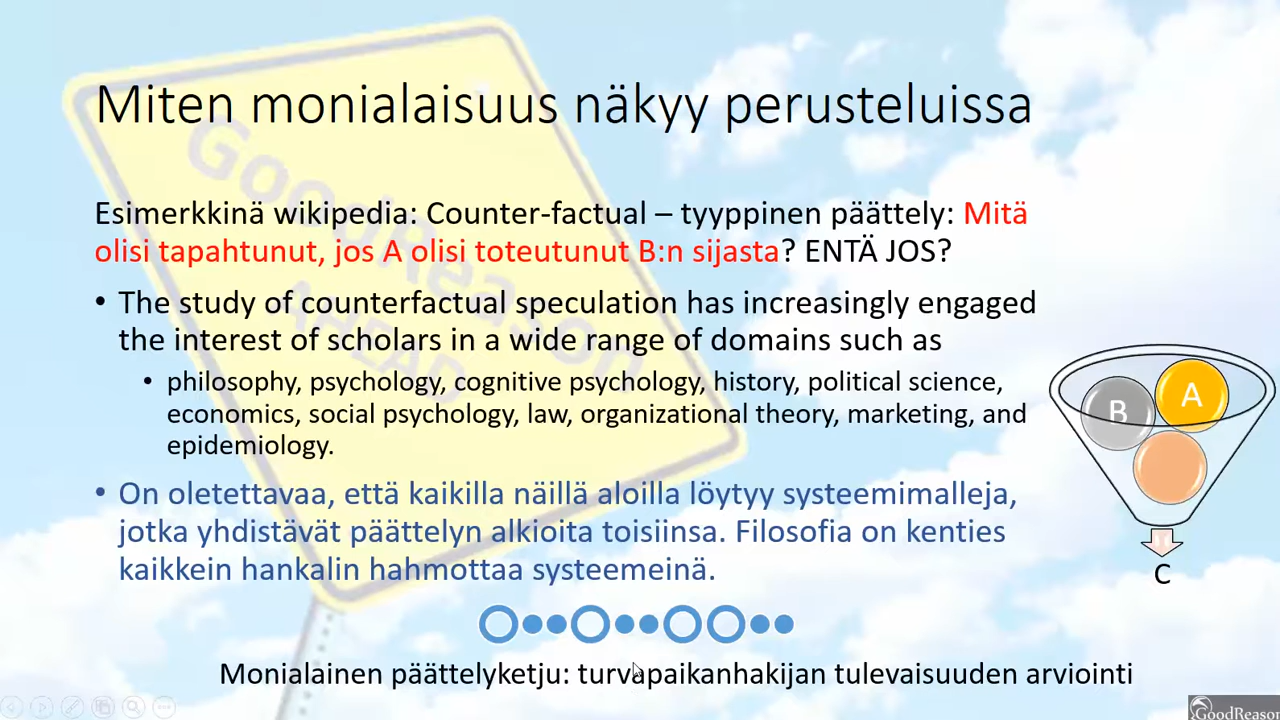 Miten monialaisuus näkyy perusteluissa
Esimerkkinä wikipedia: Counter-factual – tyyppinen päättely: Mitä
olisi tapahtunut, jos A olisi toteutunut B:n sijasta? ENTÄ JOS?
• The study of counterfactual speculation has increasingly engaged
the interest of scholars in a wide range of domains such as
• philosophy, psychology, cognitive psychology, history, political science,
economics, social psychology, law, organizational theory, marketing, and
epidemiology.
• On oletettavaa, että kaikilla näillä aloilla löytyy systeemimalleja,
jotka yhdistävät päättelyn alkioita toisiinsa. Filosofia on kenties
kaikkein hankalin hahmottaa systeemeinä.
B A
C
Monialainen päättelyketju: turvapaikanhakijan tulevaisuuden arviointi
GoodReason
AHEAD
GoodReason